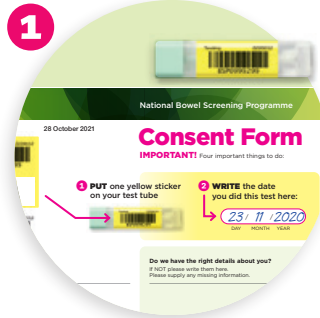 1
BSP0999299
National Bowel Screening Programme
28 October 2021
Consent Form
IMPORTANT! Four important things to do:
1 PUT one yellow sticker
on your test tube
2 WRITE the date
you did this test here:
23 / 11 / 2020
DAY MONTH YEAR
Do we have the right details about you?
If NOT please write them here.
Please supply any missing information.